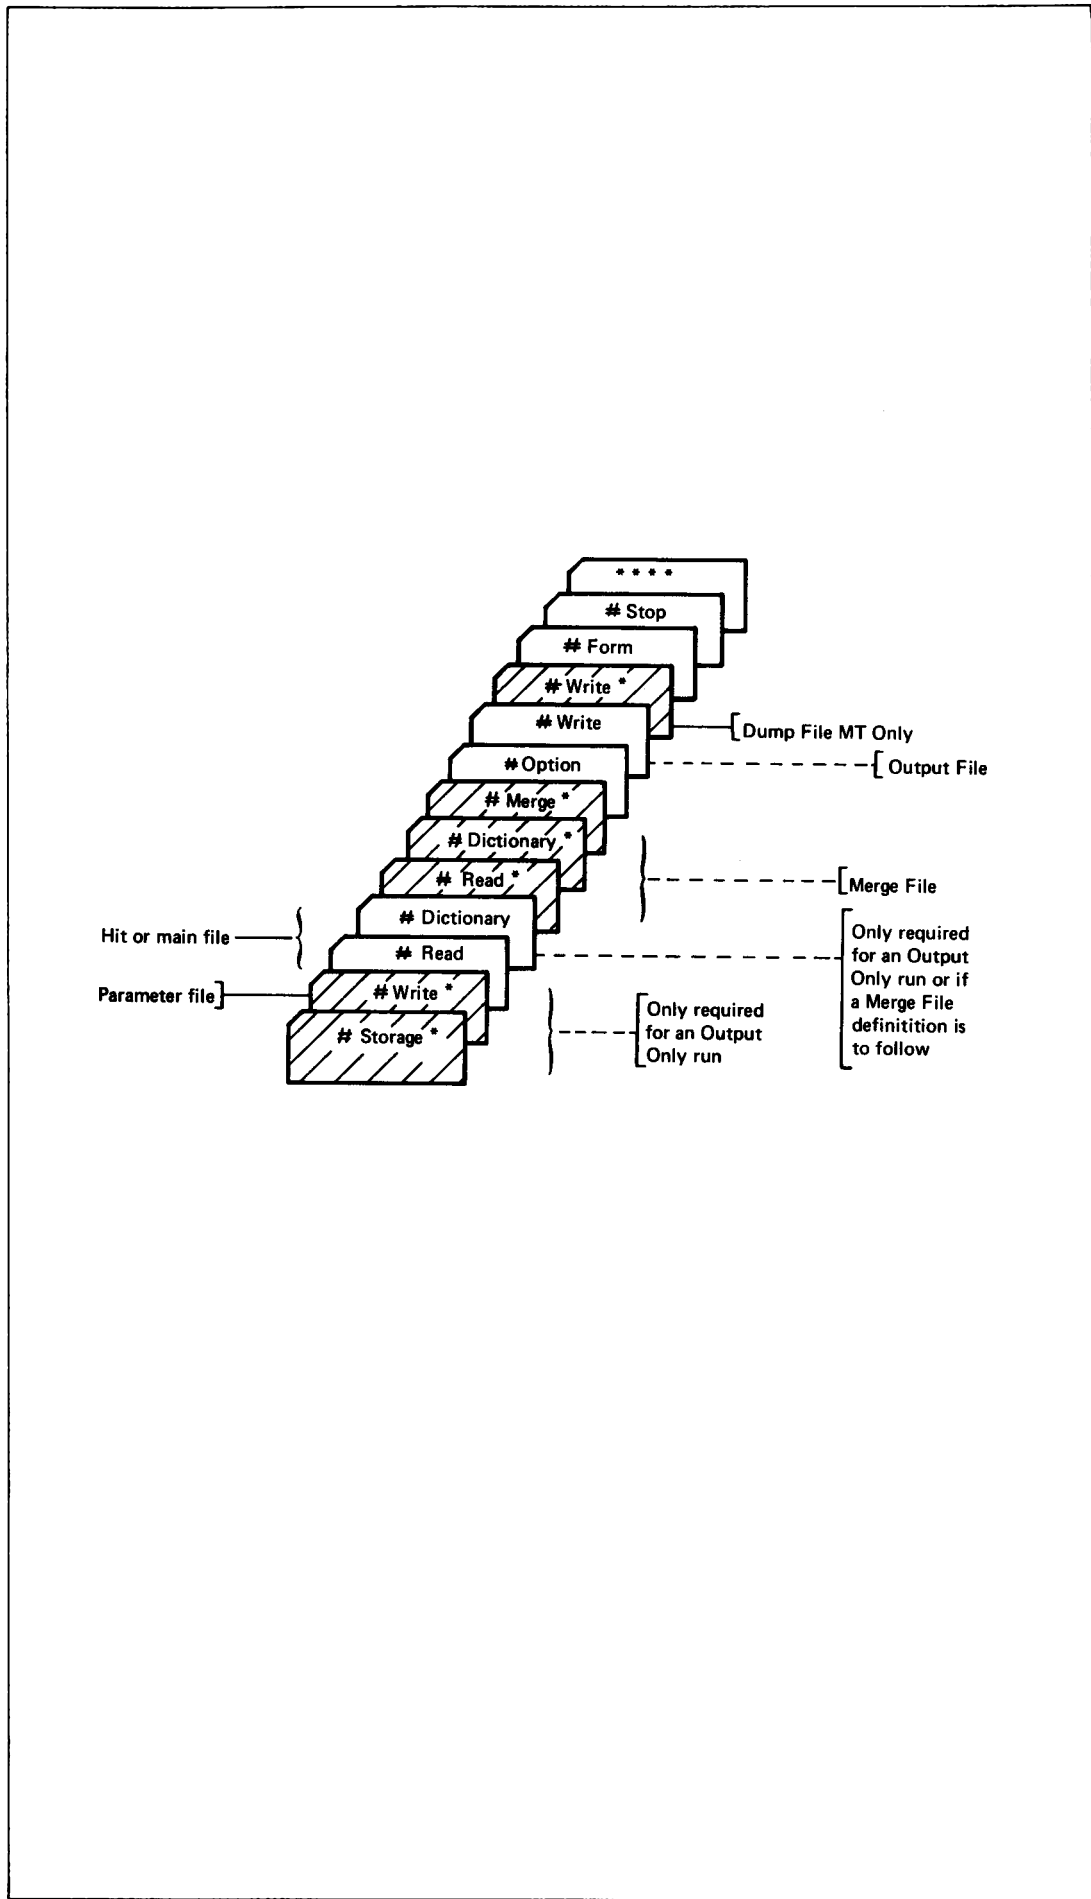 * * * *
# Stop
# Form
# Write *
# Write
Dump File MT Only
# Option
Output File
# Merge *
# Dictionary *
# Read *
Merge File
# Dictionary
Hit or main file
# Read
Only required
for an Output
Only run or if
a Merge File
definitition is
to follow
# Write *
Parameter file
# Storage *
Only required
for an Output
Only run